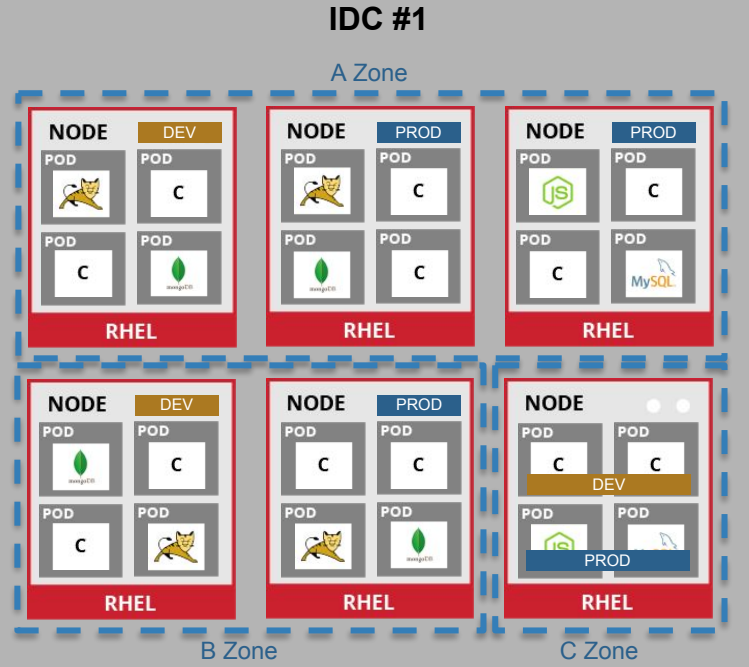 IDC #1
A Zone
NODE DEV
POD POD
C
POD POD
C mongoDB
RHEL
NODE PROD
POD POD
C
POD POD
mongoDB C
RHEL
NODE PROD
POD POD
JS C
POD POD
C MySQL
RHEL
NODE DEV
POD POD
mongoDB C
POD POD
C
RHEL
NODE PROD
POD POD
C C
POD POD
mongoDB
RHEL
NODE
POD POD
C C
DEV
POD POD
PROD
RHEL
B Zone
C Zone